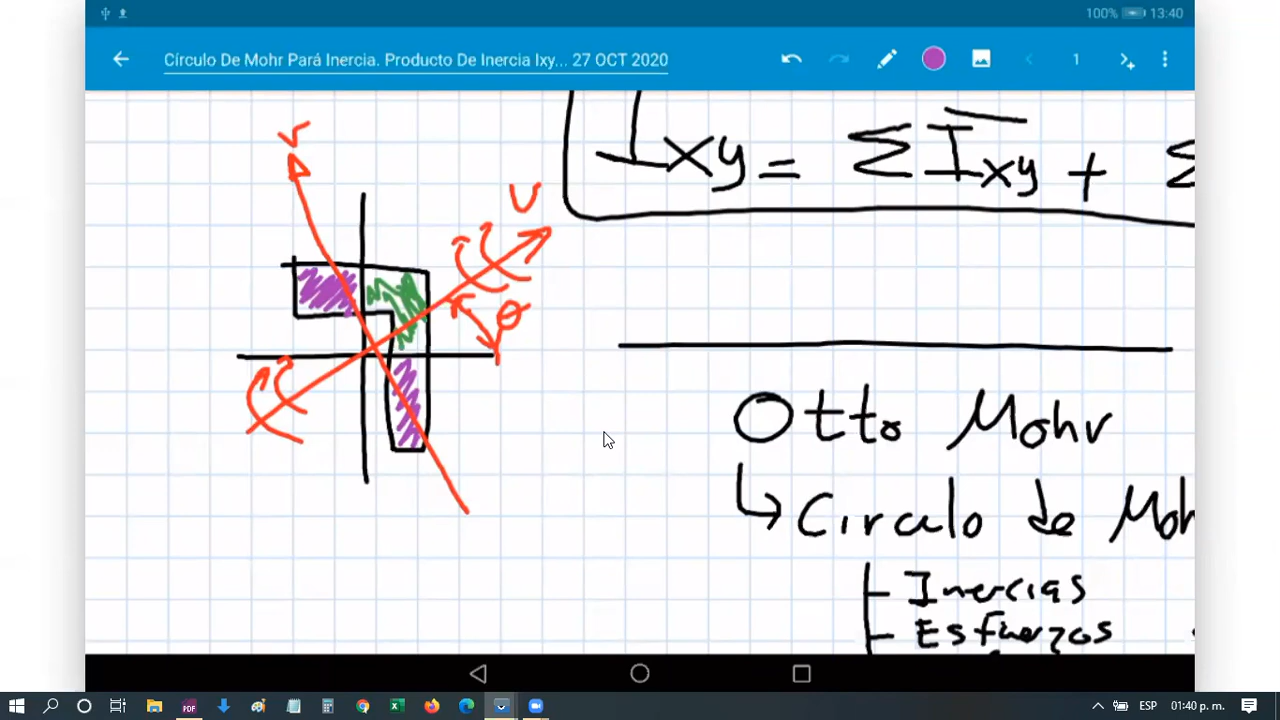 100% 13:40
Círculo De Mohr Pará Inercia. Producto De Inercia Ixy... 27 OCT 2020
1
Ixy = Σ Īxy + Σ
v
U
θ
Otto Mohr
↳ Circulo de Moh
Inercias
Esfuerzos
ESP 01:40 p. m.